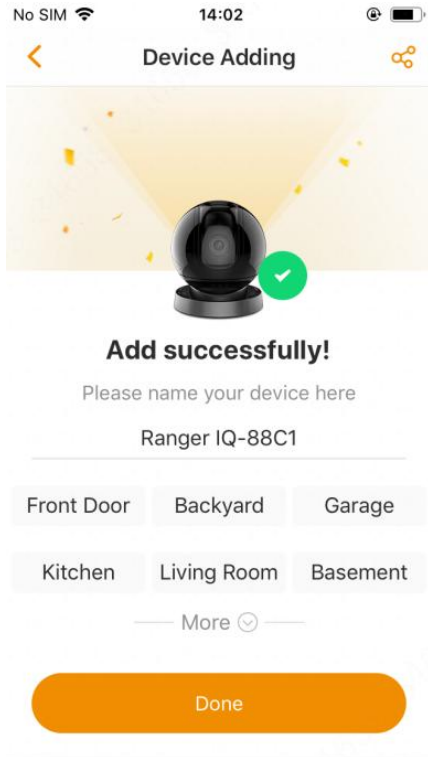 No SIM 14:02
Device Adding
Add successfully!
Please name your device here
Ranger IQ-88C1
Front Door Backyard Garage
Kitchen Living Room Basement
More
Done